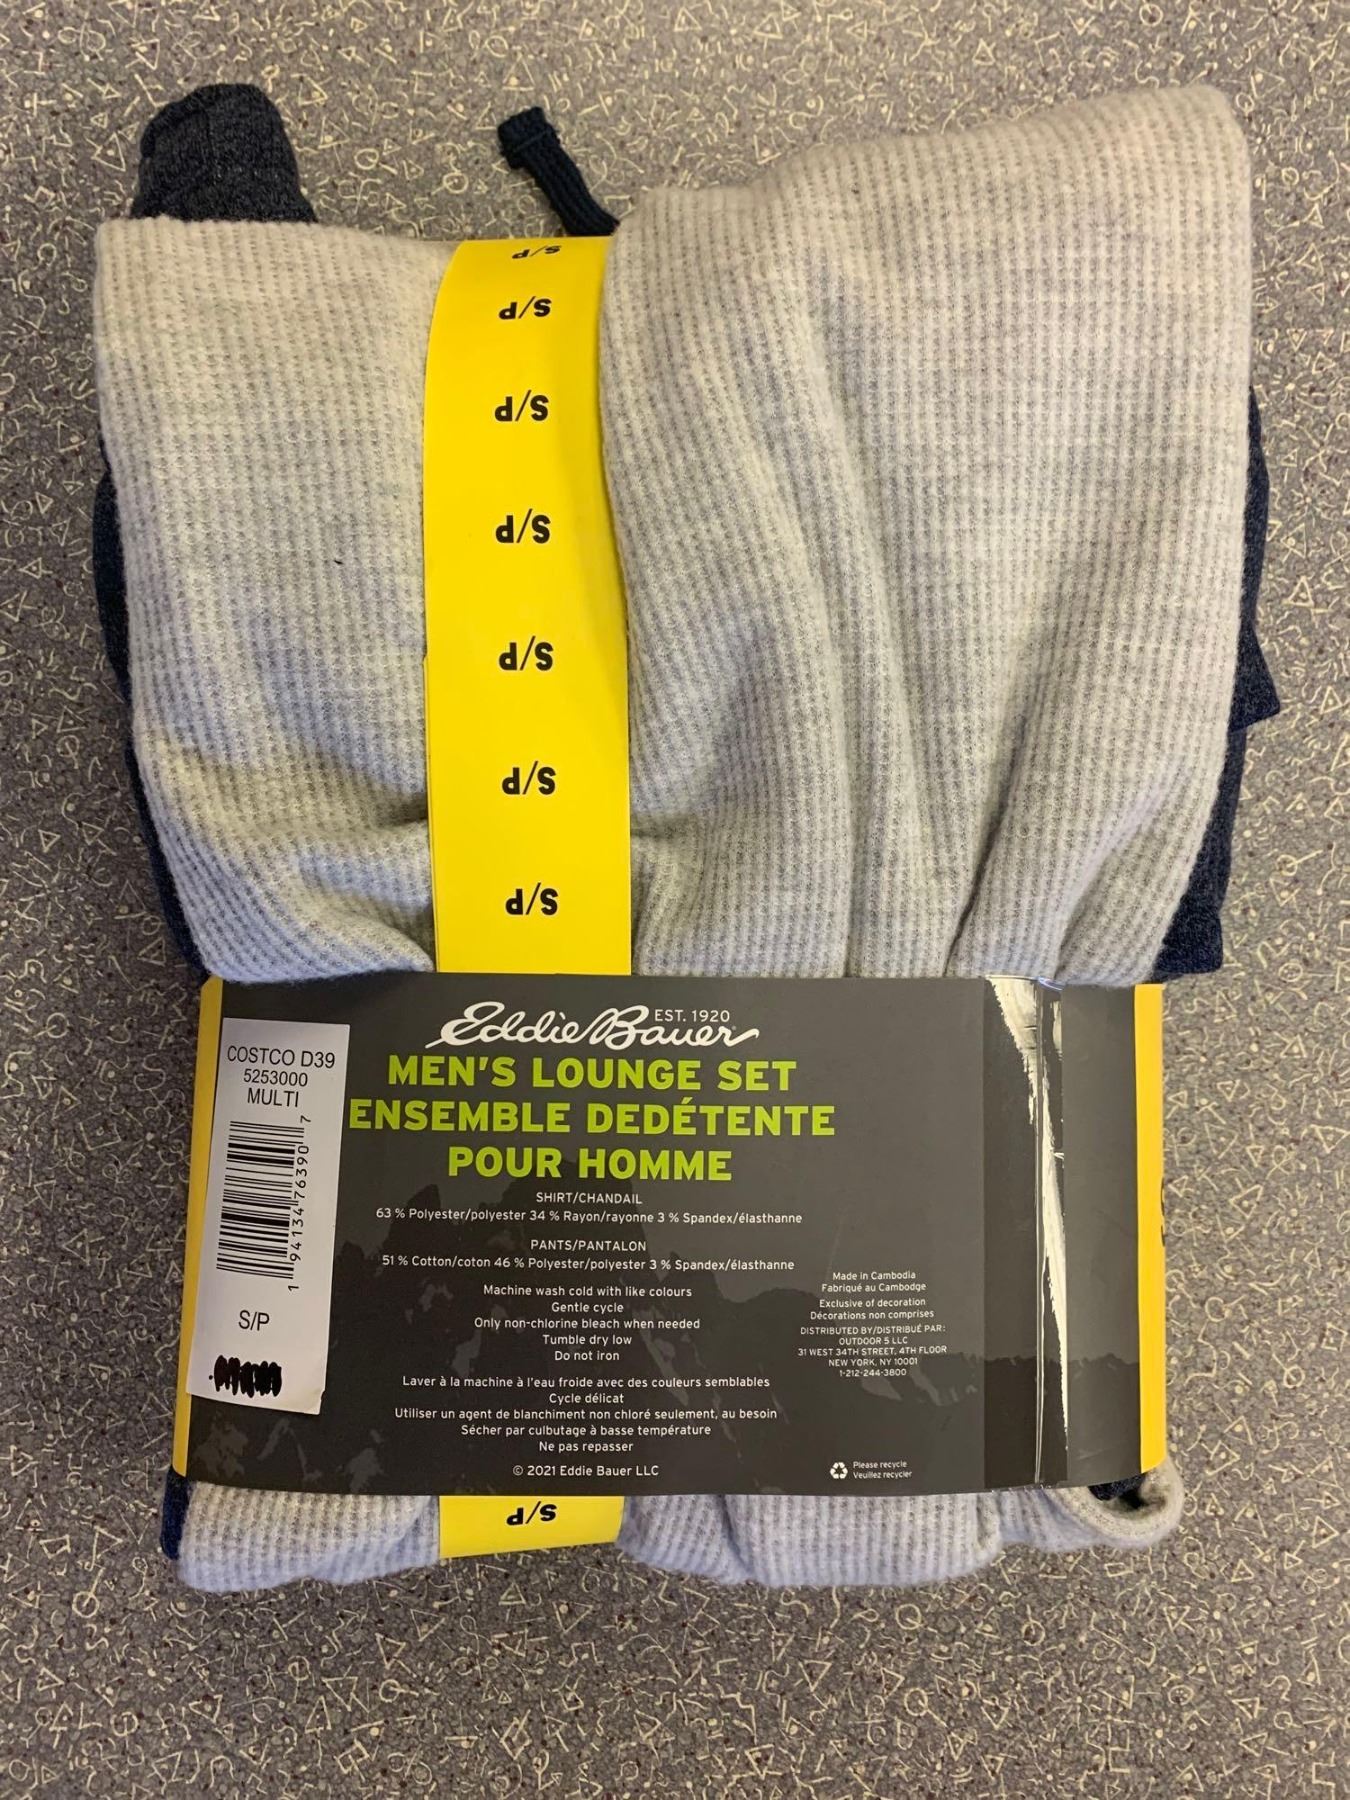 S/P
S/P
S/P
S/P
S/P
S/P
S/P
Eddie Bauer EST. 1920
MEN'S LOUNGE SET
ENSEMBLE DEDÉTENTE
POUR HOMME
SHIRT/CHANDAIL
63 % Polyester/polyester 34 % Rayon/rayonne 3 % Spandex/élasthanne
PANTS/PANTALON
51 % Cotton/coton 46 % Polyester/polyester 3 % Spandex/élasthanne
Machine wash cold with like colours
Gentle cycle
Only non-chlorine bleach when needed
Tumble dry low
Do not iron
Laver à la machine à l'eau froide avec des couleurs semblables
Cycle délicat
Utiliser un agent de blanchiment non chloré seulement, au besoin
Sécher par culbutage à basse température
Ne pas repasser
© 2021 Eddie Bauer LLC
COSTCO D39
5253000
MULTI
1 94134 76390 7
S/P
Made in Cambodia
Fabriqué au Cambodge
Exclusive of decoration
Décorations non comprises
DISTRIBUTED BY/DISTRIBUÉ PAR:
OUTDOOR 5 LLC
31 WEST 34TH STREET, 4TH FLOOR
NEW YORK, NY 10001
1-212-244-3800
Please recycle
Veuillez recycler
S/P